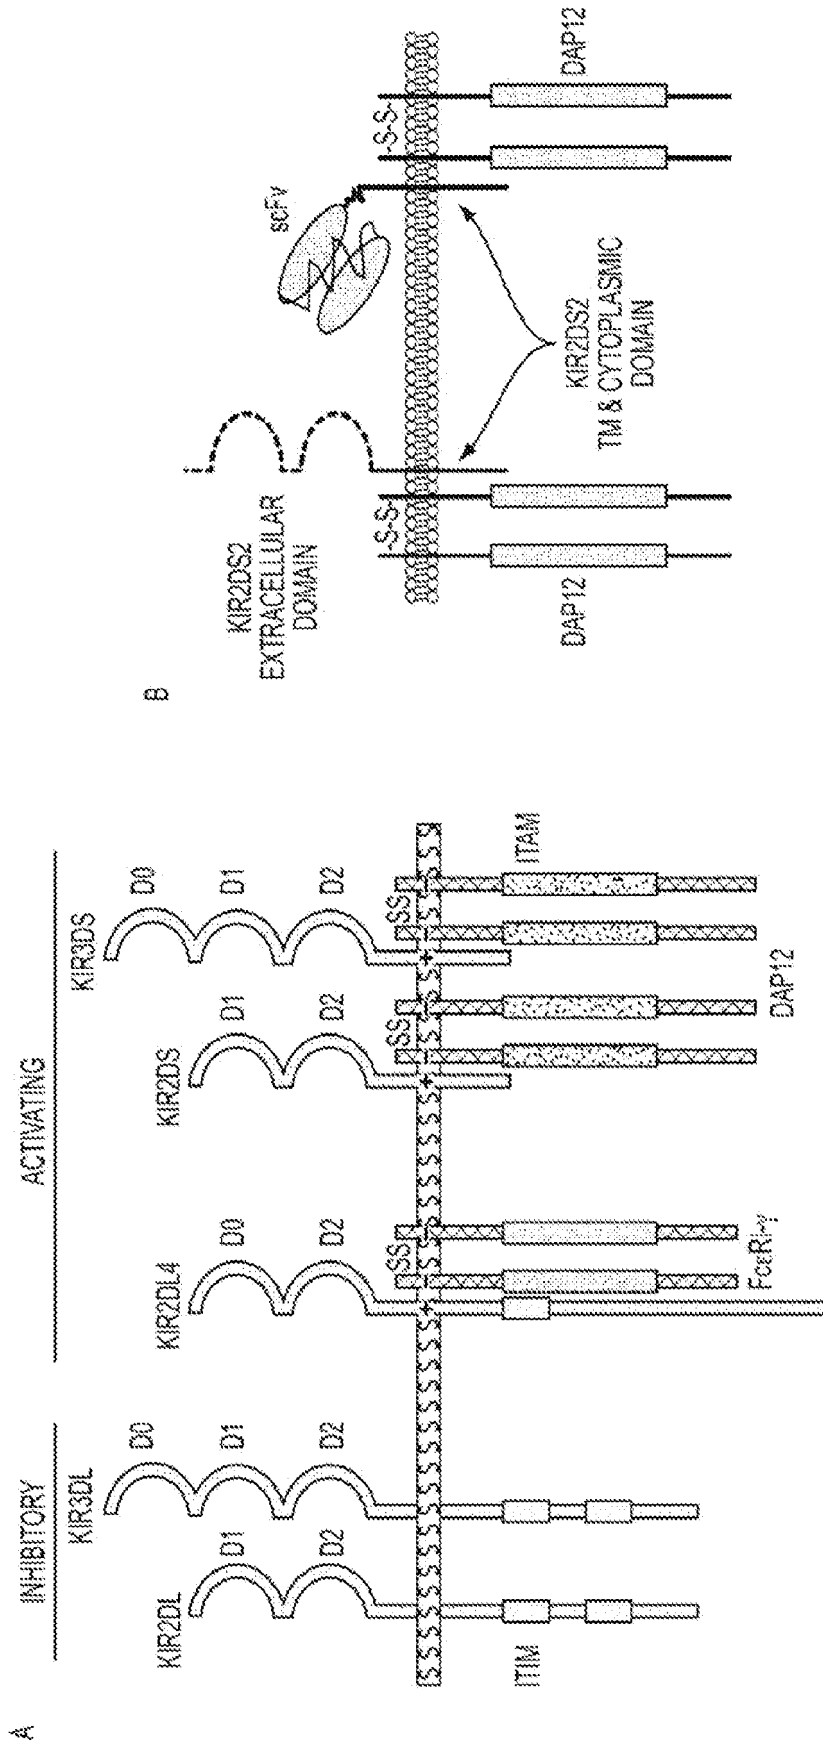 A
INHIBITORY
ACTIVATING
KIR2DL
KIR3DL
KIR2DL4
KIR2DS
KIR3DS
D0
D0
D1
D1
D0
D1
D1
D2
D2
D2
D2
D2
SS
SS
SS
ITIM
ITAM
FcεRI-γ
DAP12
B
KIR2DS2
EXTRACELLULAR
DOMAIN
scFv
-S-S-
-S-S-
KIR2DS2
TM & CYTOPLASMIC
DOMAIN
DAP12
DAP12